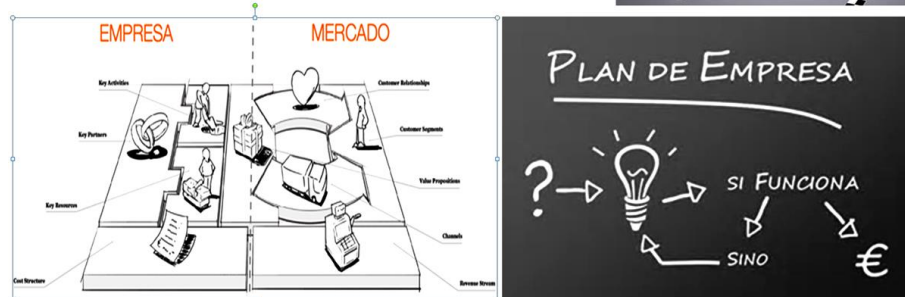 EMPRESA
MERCADO
Key Activities
Customer Relationships
Key Partners
Customer Segments
Value Propositions
Key Resources
Channels
Cost Structure
Revenue Stream
PLAN DE EMPRESA
?
SI FUNCIONA
SINO
€